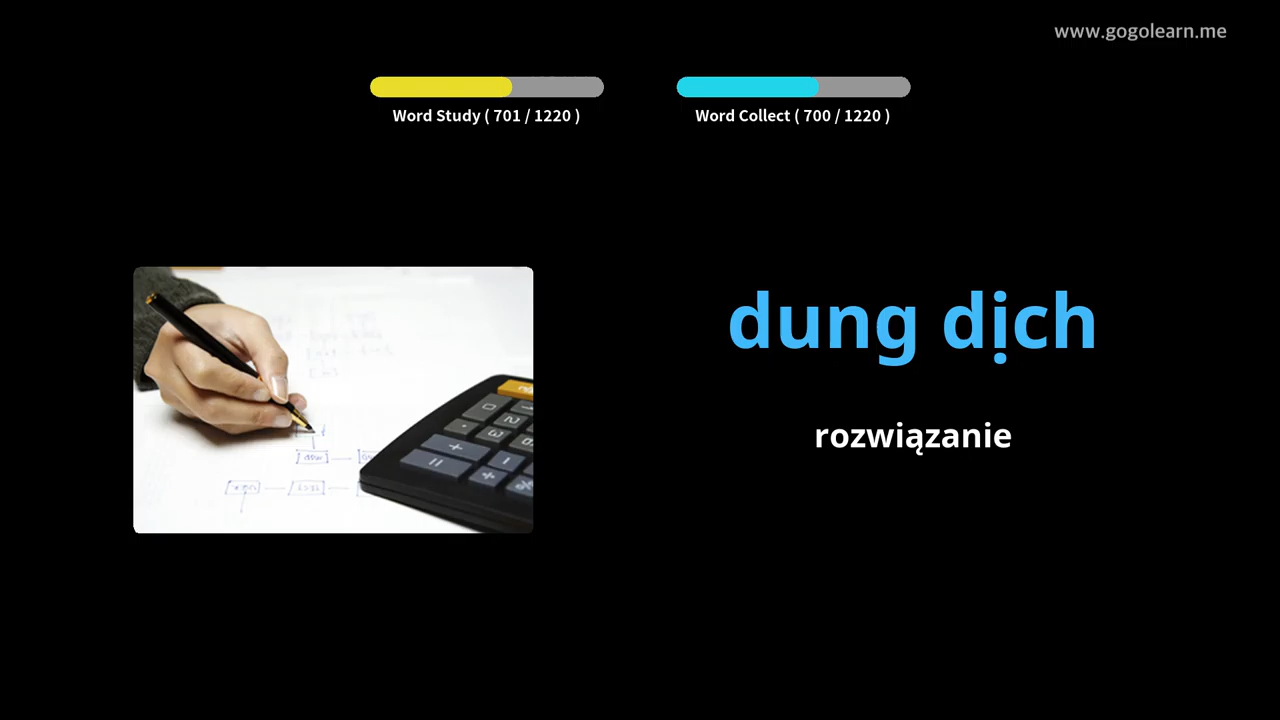 www.gogolearn.me
Word Study ( 701 / 1220 )
Word Collect ( 700 / 1220 )
dung dịch
rozwiązanie